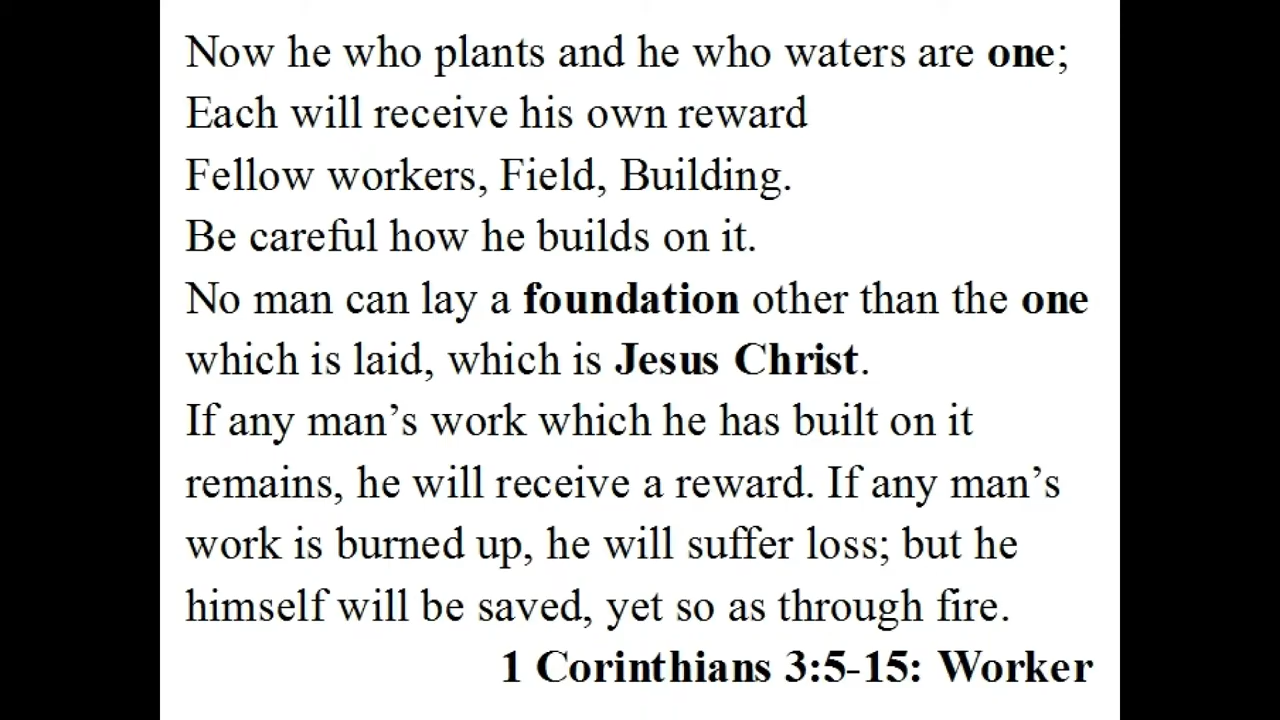 Now he who plants and he who waters are one;
Each will receive his own reward
Fellow workers, Field, Building.
Be careful how he builds on it.
No man can lay a foundation other than the one
which is laid, which is Jesus Christ.
If any man’s work which he has built on it
remains, he will receive a reward. If any man’s
work is burned up, he will suffer loss; but he
himself will be saved, yet so as through fire.
1 Corinthians 3:5-15: Worker